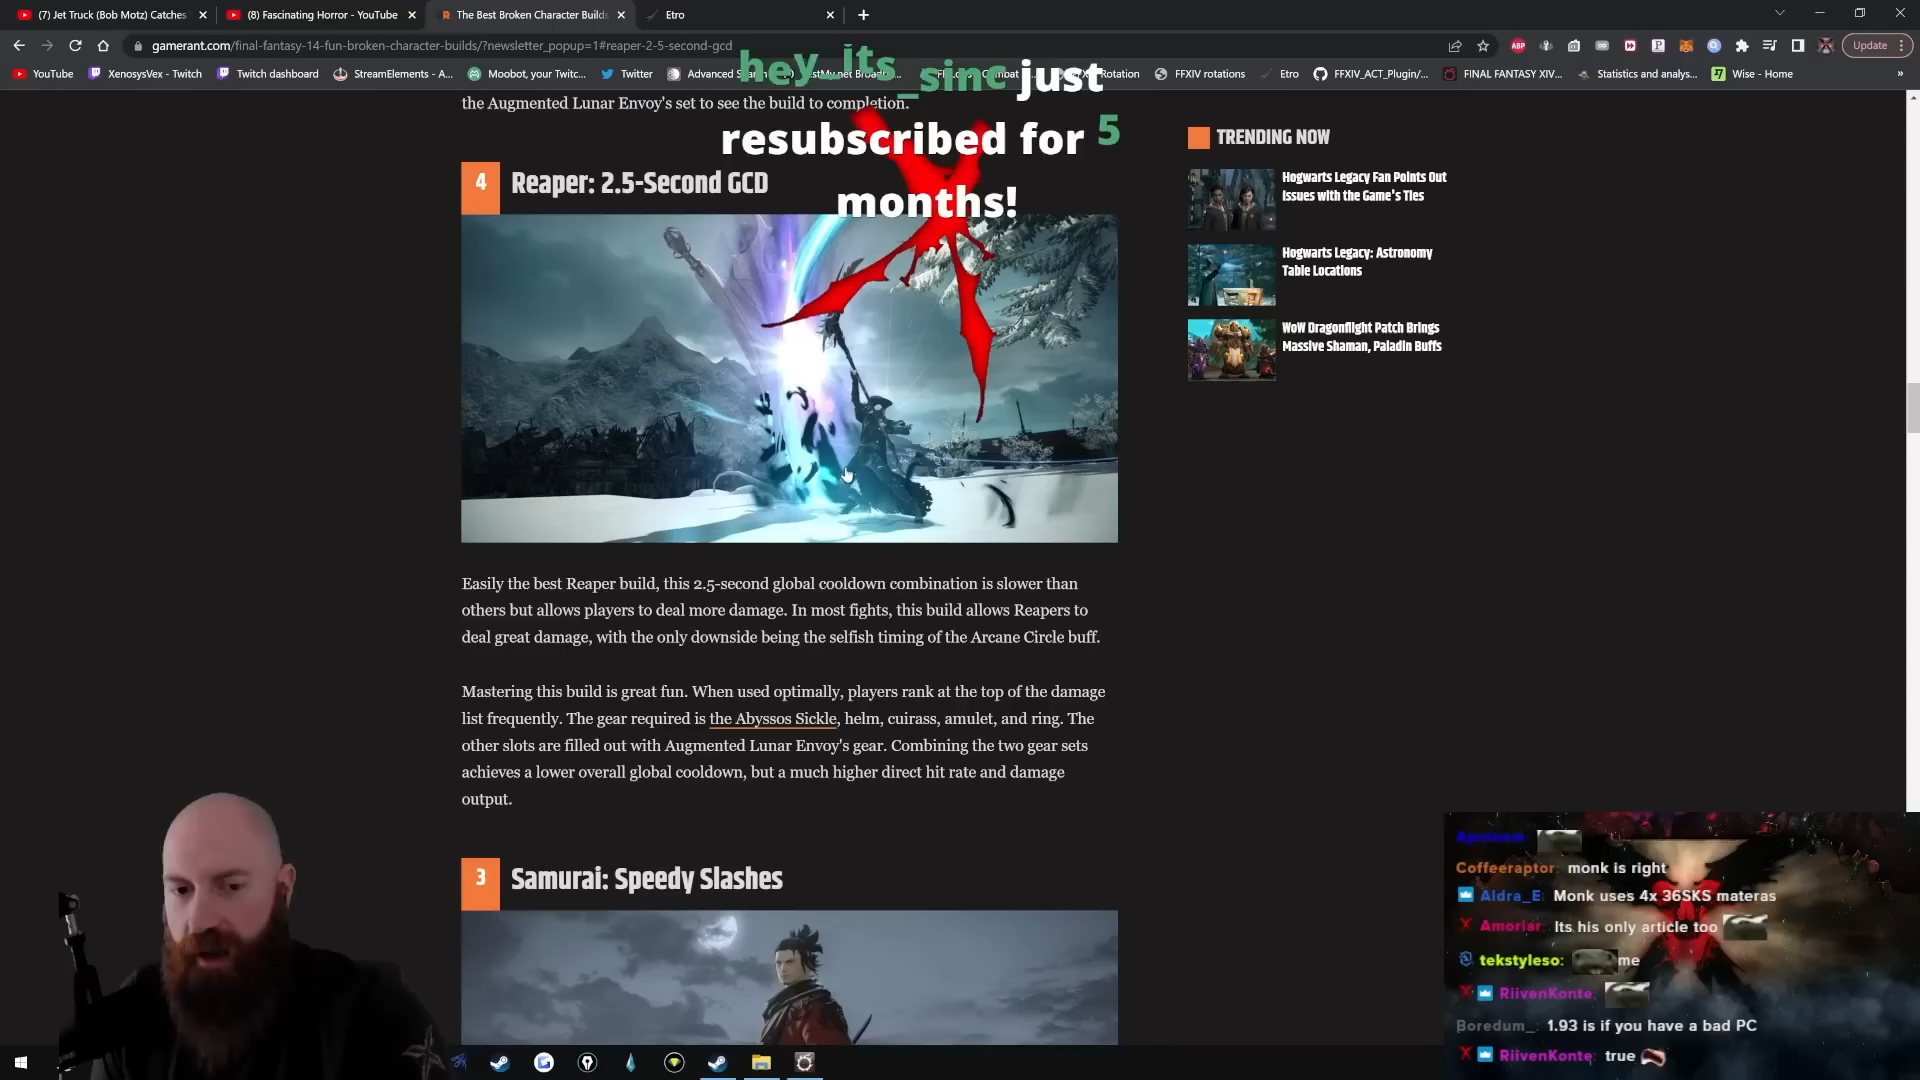 (7) Jet Truck (Bob Motz) Catches
(8) Fascinating Horror - YouTube
The Best Broken Character Builds
Etro
gamerant.com/final-fantasy-14-fun-broken-character-builds/?newsletter_popup=1#reaper-2-5-second-gcd
Update
YouTube
XenosysVex - Twitch
Twitch dashboard
StreamElements - A...
Moobot, your Twitc...
Twitter
Advanced
Rotation
FFXIV rotations
Etro
FFXIV_ACT_Plugin/...
FINAL FANTASY XIV...
Statistics and analys...
Wise - Home
hey_its_sinc just
resubscribed for 5
months!
the Augmented Lunar Envoy's set to see the build to completion.
4
Reaper: 2.5-Second GCD
Easily the best Reaper build, this 2.5-second global cooldown combination is slower than
others but allows players to deal more damage. In most fights, this build allows Reapers to
deal great damage, with the only downside being the selfish timing of the Arcane Circle buff.
Mastering this build is great fun. When used optimally, players rank at the top of the damage
list frequently. The gear required is the Abyssos Sickle, helm, cuirass, amulet, and ring. The
other slots are filled out with Augmented Lunar Envoy's gear. Combining the two gear sets
achieves a lower overall global cooldown, but a much higher direct hit rate and damage
output.
3
Samurai: Speedy Slashes
TRENDING NOW
Hogwarts Legacy Fan Points Out
Issues with the Game's Ties
Hogwarts Legacy: Astronomy
Table Locations
WoW Dragonflight Patch Brings
Massive Shaman, Paladin Buffs
Coffeeraptor: monk is right
Aldra_E: Monk uses 4x 36SKS materas
Amoriar: Its his only article too
tekstyleso: me
RiivenKonte:
Boredum_: 1.93 is if you have a bad PC
RiivenKonte: true